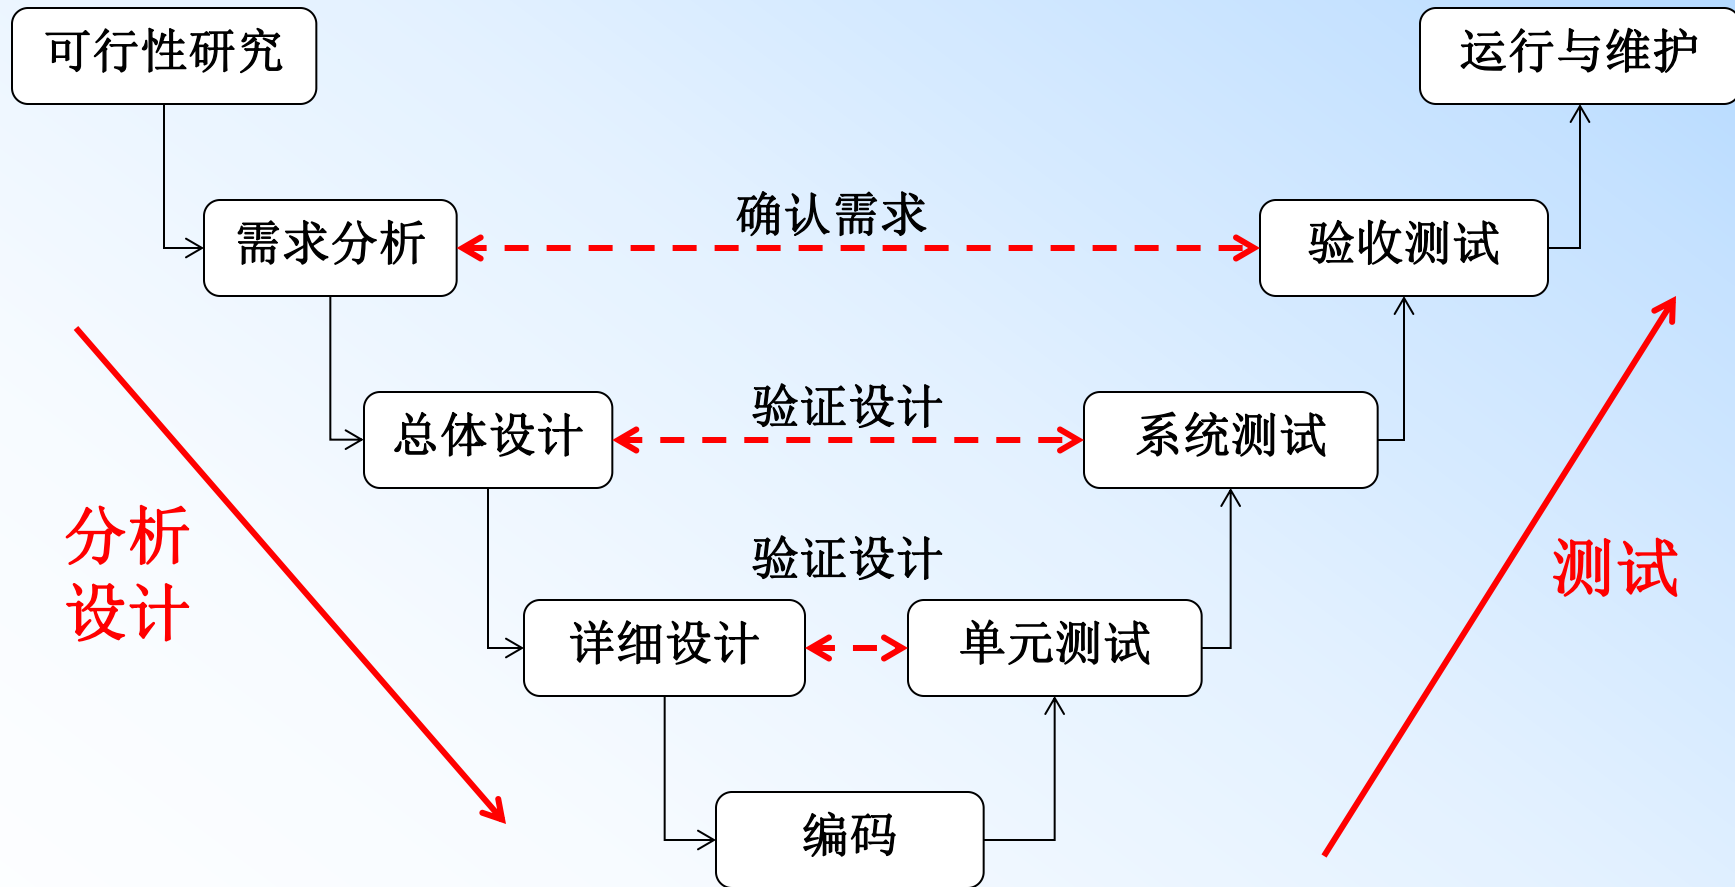 可行性研究
运行与维护
确认需求
需求分析
验收测试
验证设计
总体设计
系统测试
分析
设计
验证设计
测试
详细设计
单元测试
编码